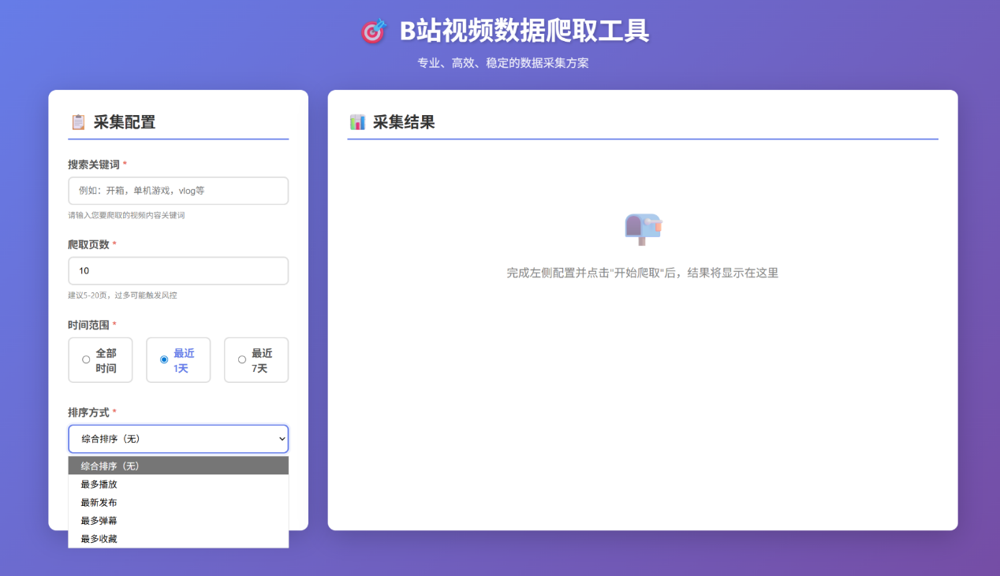 B站视频数据爬取工具
专业、高效、稳定的数据采集方案
采集配置
搜索关键词 *
例如：开箱，单机游戏，vlog等
请输入您要爬取的视频内容关键词
爬取页数 *
10
建议5-20页，过多可能触发风控
时间范围 *
全部
时间
最近
1天
最近
7天
排序方式 *
综合排序（无）
综合排序（无）
最多播放
最新发布
最多弹幕
最多收藏
采集结果
完成左侧配置并点击"开始爬取"后，结果将显示在这里